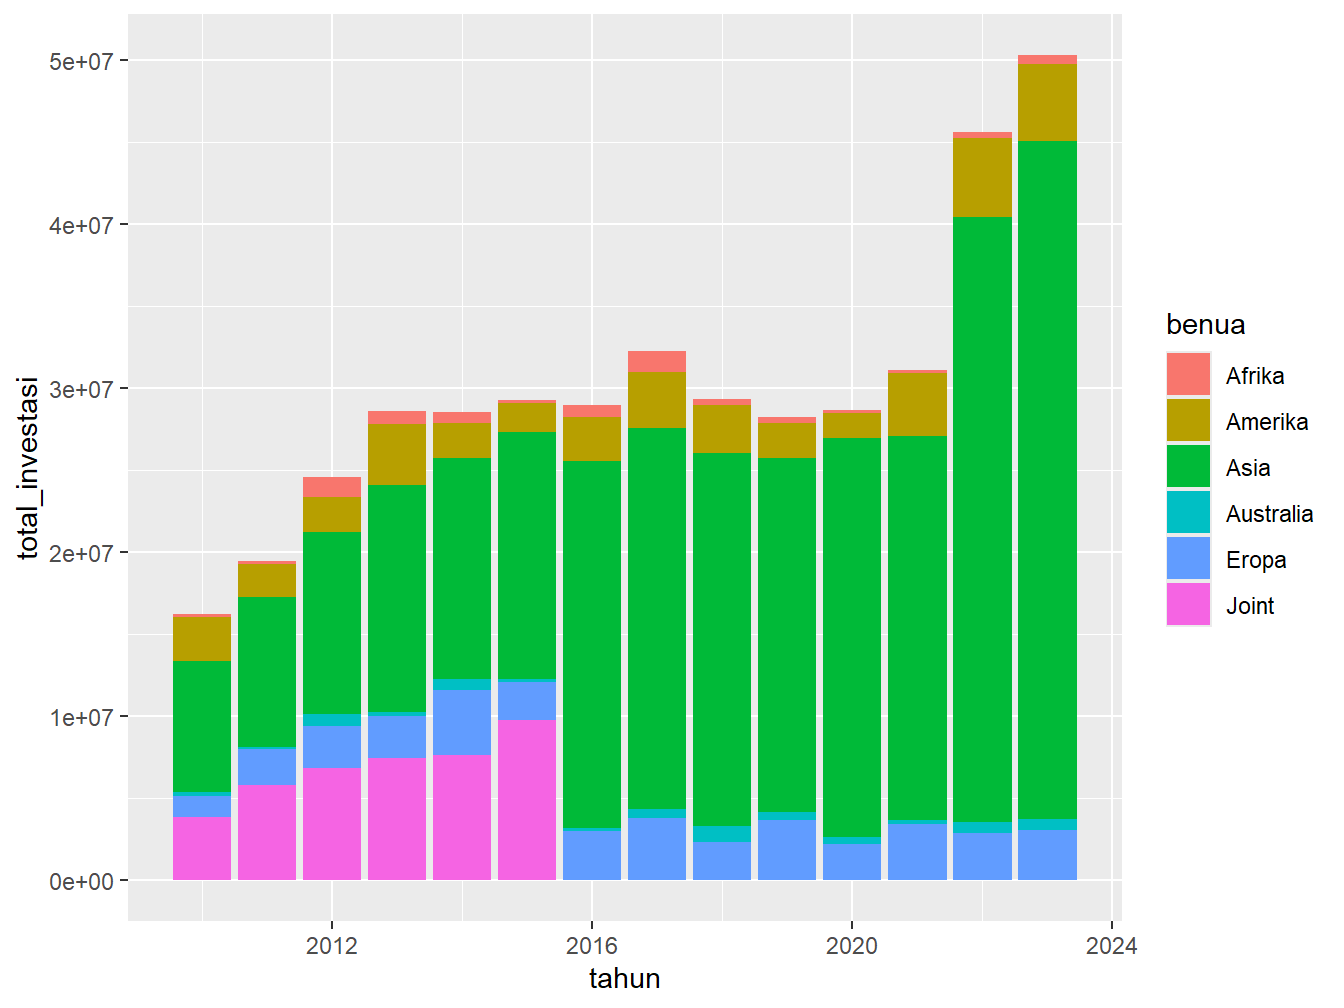 5e+07
4e+07
3e+07
2e+07
1e+07
0e+00
total_investasi
2012
2016
2020
2024
tahun
benua
Afrika
Amerika
Asia
Australia
Eropa
Joint